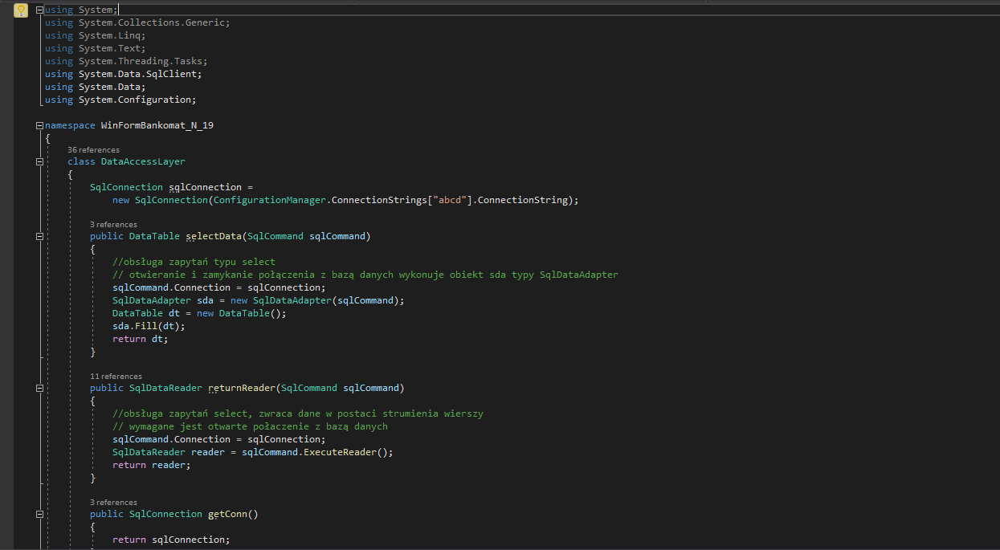 using System;
using System.Collections.Generic;
using System.Linq;
using System.Text;
using System.Threading.Tasks;
using System.Data.SqlClient;
using System.Data;
using System.Configuration;
namespace WinFormBankomat_N_19
{
36 references
class DataAccessLayer
{
SqlConnection sqlConnection =
new SqlConnection(ConfigurationManager.ConnectionStrings["abcd"].ConnectionString);
3 references
public DataTable selectData(SqlCommand sqlCommand)
{
//obsługa zapytań typu select
// otwieranie i zamykanie połączenia z bazą danych wykonuje obiekt sda typy SqlDataAdapter
sqlCommand.Connection = sqlConnection;
SqlDataAdapter sda = new SqlDataAdapter(sqlCommand);
DataTable dt = new DataTable();
sda.Fill(dt);
return dt;
}
11 references
public SqlDataReader returnReader(SqlCommand sqlCommand)
{
//obsługa zapytań select, zwraca dane w postaci strumienia wierszy
// wymagane jest otwarte połaczenie z bazą danych
sqlCommand.Connection = sqlConnection;
SqlDataReader reader = sqlCommand.ExecuteReader();
return reader;
}
3 references
public SqlConnection getConn()
{
return sqlConnection;